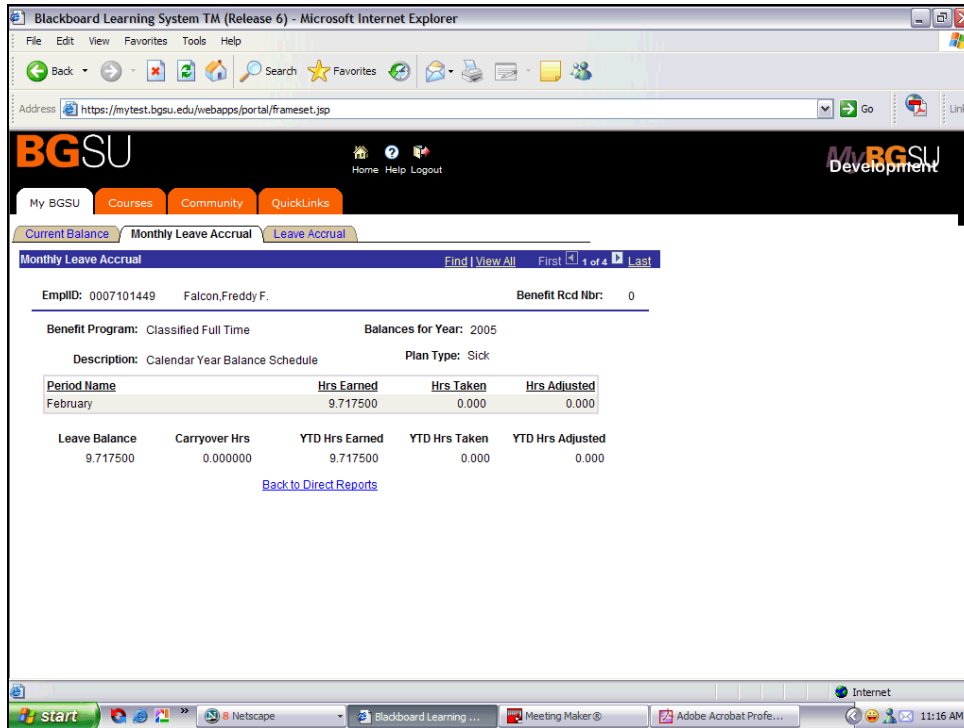 Blackboard Learning System TM (Release 6) - Microsoft Internet Explorer
File Edit View Favorites Tools Help
Back Search Favorites
Address https://mytest.bgsu.edu/webapps/portal/frameset.jsp Go
BGSU
Home Help Logout
MyBGSU
Development
My BGSU Courses Community QuickLinks
Current Balance Monthly Leave Accrual Leave Accrual
Monthly Leave Accrual Find | View All First 1 of 4 Last
EmplID: 0007101449 Falcon,Freddy F. Benefit Rcd Nbr: 0
Benefit Program: Classified Full Time Balances for Year: 2005
Description: Calendar Year Balance Schedule Plan Type: Sick
Period Name Hrs Earned Hrs Taken Hrs Adjusted
February 9.717500 0.000 0.000
Leave Balance Carryover Hrs YTD Hrs Earned YTD Hrs Taken YTD Hrs Adjusted
9.717500 0.000000 9.717500 0.000 0.000
Back to Direct Reports
Internet
start 8 Netscape Blackboard Learning ... Meeting Maker® Adobe Acrobat Profe... 11:16 AM